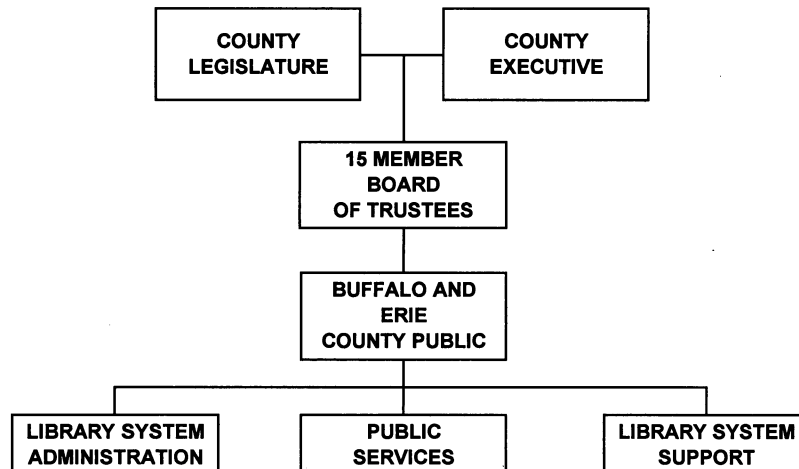 COUNTY
LEGISLATURE
COUNTY
EXECUTIVE
15 MEMBER
BOARD
OF TRUSTEES
BUFFALO AND
ERIE
COUNTY PUBLIC
LIBRARY SYSTEM
ADMINISTRATION
PUBLIC
SERVICES
LIBRARY SYSTEM
SUPPORT